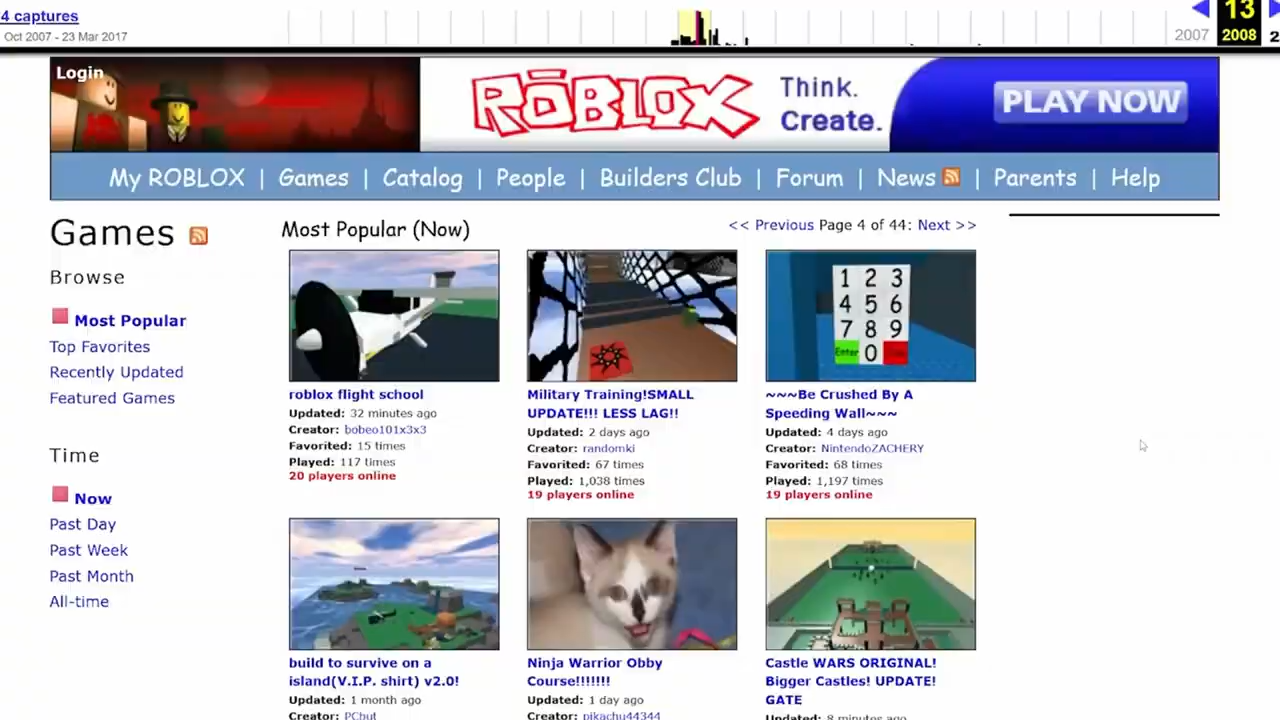 4 captures
Oct 2007 - 23 Mar 2017
13
2007
2008
Login
ROBLOX
Think.
Create.
PLAY NOW
My ROBLOX | Games | Catalog | People | Builders Club | Forum | News | Parents | Help
Games
Browse
Most Popular
Top Favorites
Recently Updated
Featured Games
Time
Now
Past Day
Past Week
Past Month
All-time
Most Popular (Now)
<< Previous Page 4 of 44: Next >>
roblox flight school
Updated: 32 minutes ago
Creator: bobeo101x3x3
Favorited: 15 times
Played: 117 times
20 players online
Military Training!SMALL
UPDATE!!! LESS LAG!!
Updated: 2 days ago
Creator: randomki
Favorited: 67 times
Played: 1,038 times
19 players online
1 2 3
4 5 6
7 8 9
Enter 0
~~~Be Crushed By A
Speeding Wall~~~
Updated: 4 days ago
Creator: NintendoZACHERY
Favorited: 68 times
Played: 1,197 times
19 players online
build to survive on a
island(V.I.P. shirt) v2.0!
Updated: 1 month ago
Creator: PCbut
Ninja Warrior Obby
Course!!!!!!!
Updated: 1 day ago
Creator: pikachu44344
Castle WARS ORIGINAL!
Bigger Castles! UPDATE!
GATE
Updated: 8 minutes ago